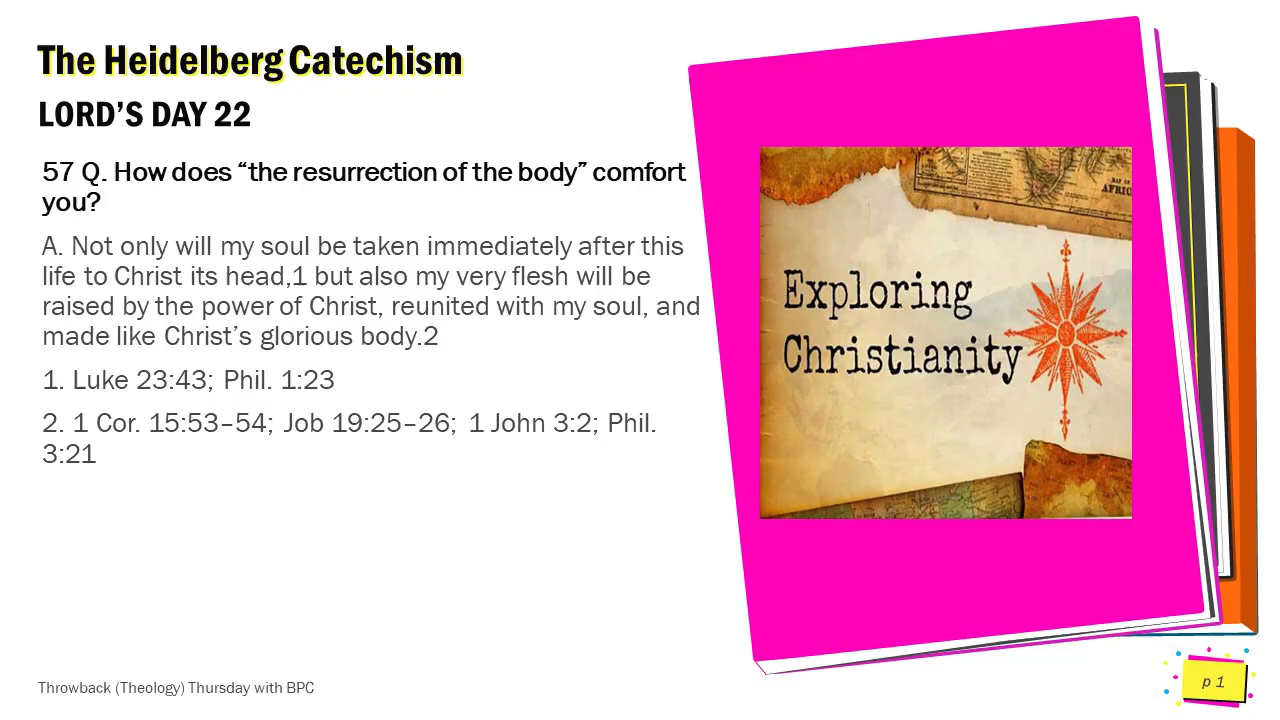 The Heidelberg Catechism
LORD’S DAY 22
57 Q. How does “the resurrection of the body” comfort
you?
A. Not only will my soul be taken immediately after this
life to Christ its head,1 but also my very flesh will be
raised by the power of Christ, reunited with my soul, and
made like Christ’s glorious body.2
1. Luke 23:43; Phil. 1:23
2. 1 Cor. 15:53–54; Job 19:25–26; 1 John 3:2; Phil.
3:21
AFRIC
Exploring
Christianity
Throwback (Theology) Thursday with BPC
p 1